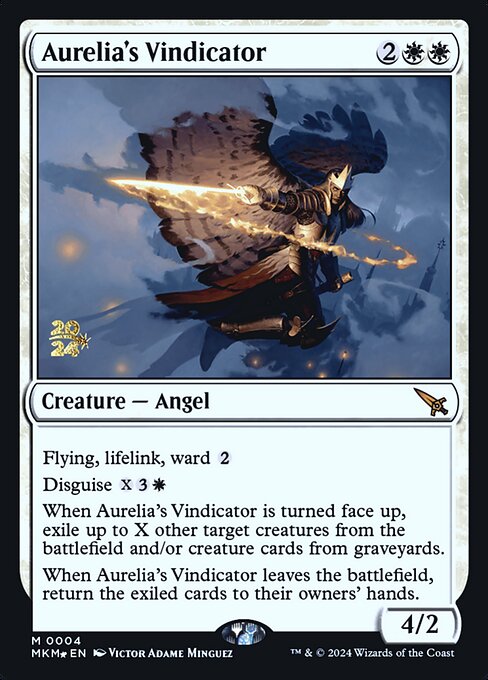 Aurelia's Vindicator 2
20
24
Creature — Angel
Flying, lifelink, ward 2
Disguise X 3
When Aurelia's Vindicator is turned face up,
exile up to X other target creatures from the
battlefield and/or creature cards from graveyards.
When Aurelia's Vindicator leaves the battlefield,
return the exiled cards to their owners' hands.
4/2
M 0004
MKM★EN Victor Adame Minguez
™ & © 2024 Wizards of the Coast